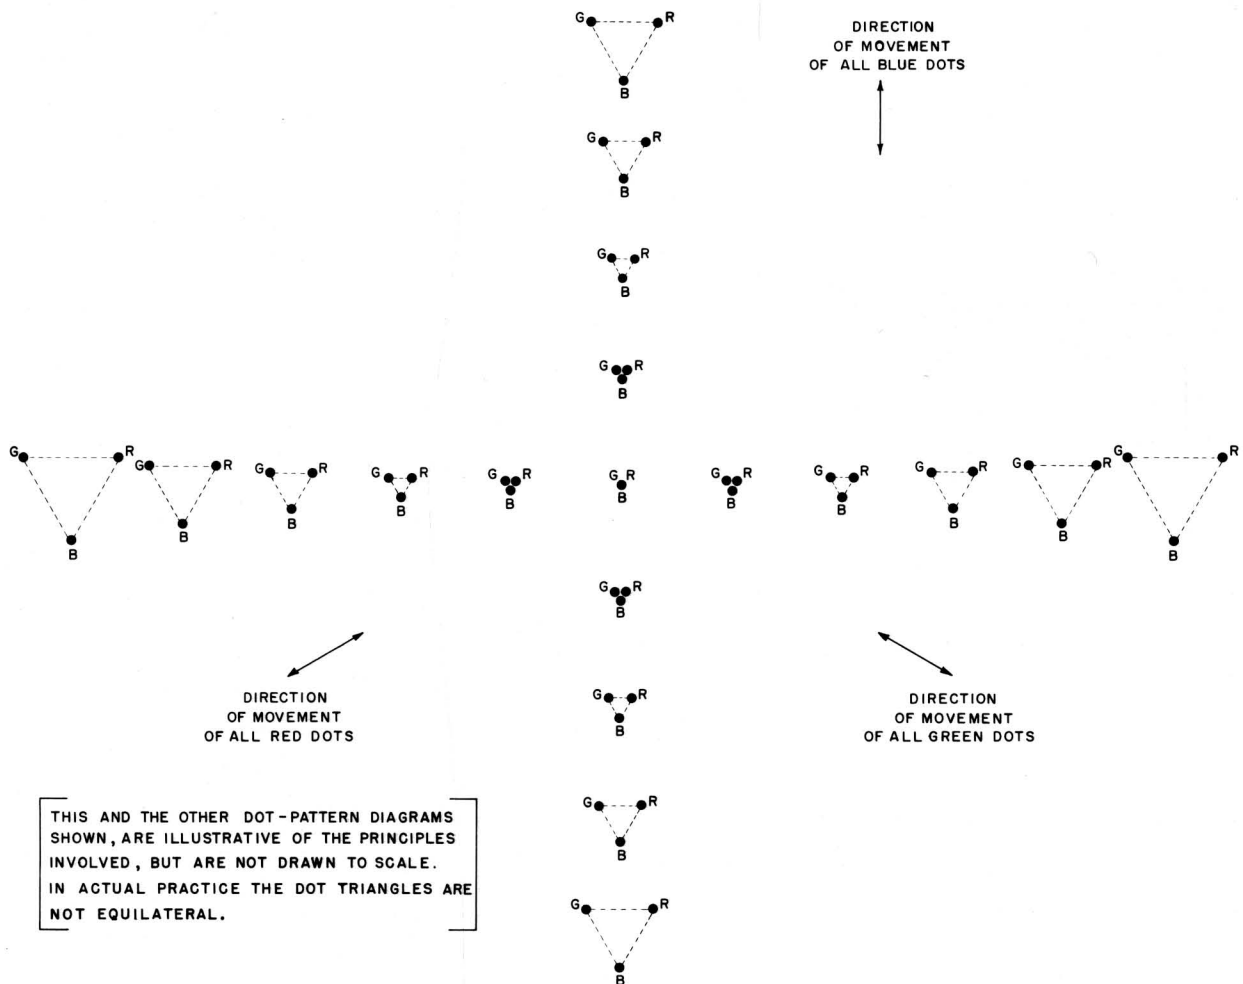 G R
B
DIRECTION
OF MOVEMENT
OF ALL BLUE DOTS
G R
B
G R
B
G R
B
G R G R G R G R G R G R G R G R G R G R G R
B B B B B B B B B B B
G R
B
DIRECTION
OF MOVEMENT
OF ALL RED DOTS
G R
B
DIRECTION
OF MOVEMENT
OF ALL GREEN DOTS
G R
B
THIS AND THE OTHER DOT-PATTERN DIAGRAMS
SHOWN, ARE ILLUSTRATIVE OF THE PRINCIPLES
INVOLVED, BUT ARE NOT DRAWN TO SCALE.
IN ACTUAL PRACTICE THE DOT TRIANGLES ARE
NOT EQUILATERAL.
G R
B